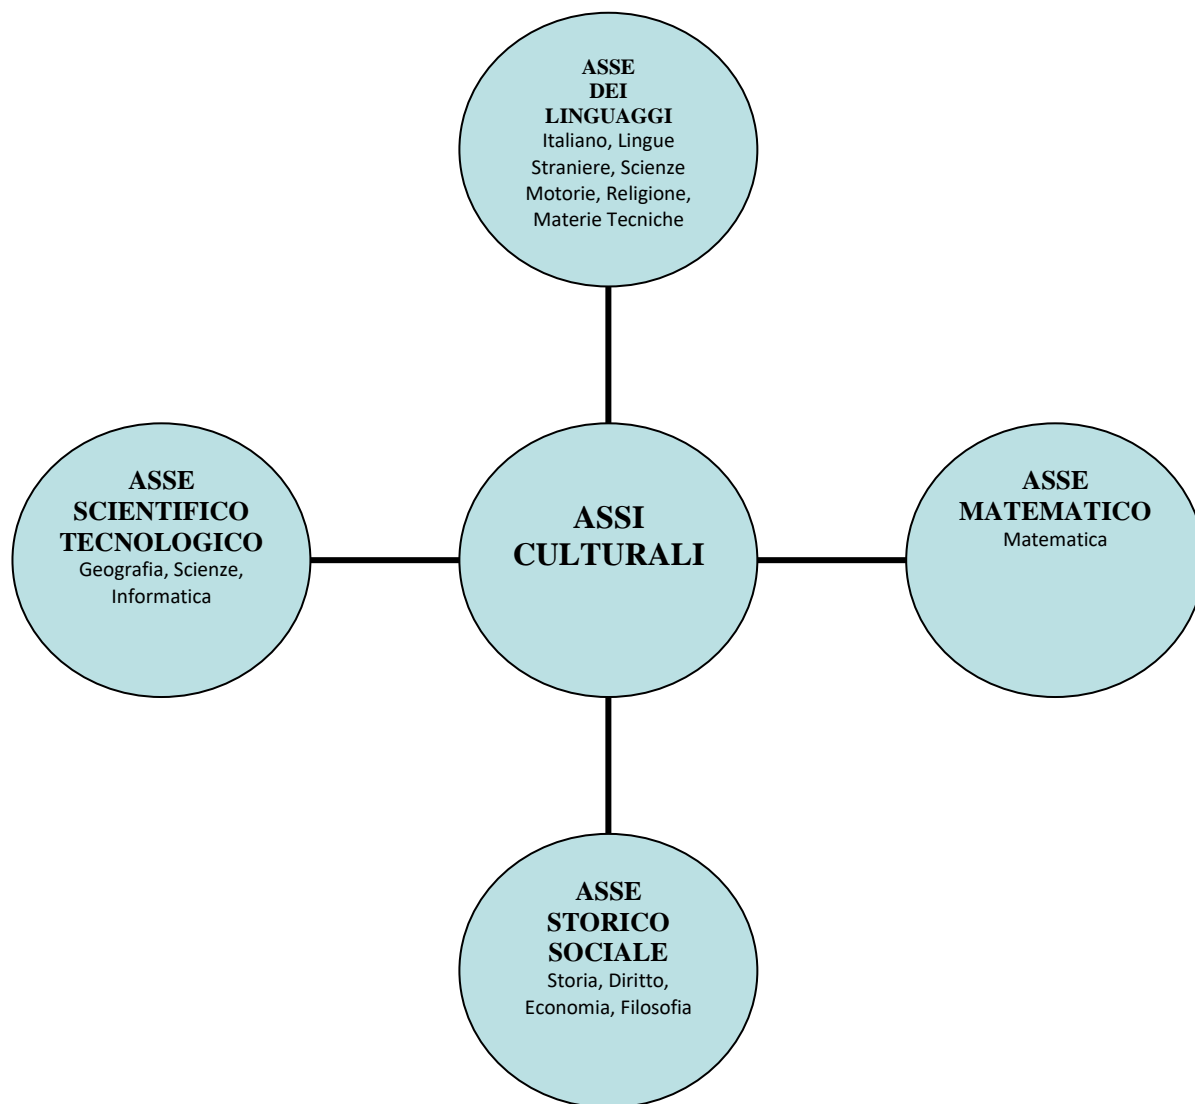 ASSE
DEI
LINGUAGGI
Italiano, Lingue
Straniere, Scienze
Motorie, Religione,
Materie Tecniche
ASSE
SCIENTIFICO
TECNOLOGICO
Geografia, Scienze,
Informatica
ASSI
CULTURALI
ASSE
MATEMATICO
Matematica
ASSE
STORICO
SOCIALE
Storia, Diritto,
Economia, Filosofia